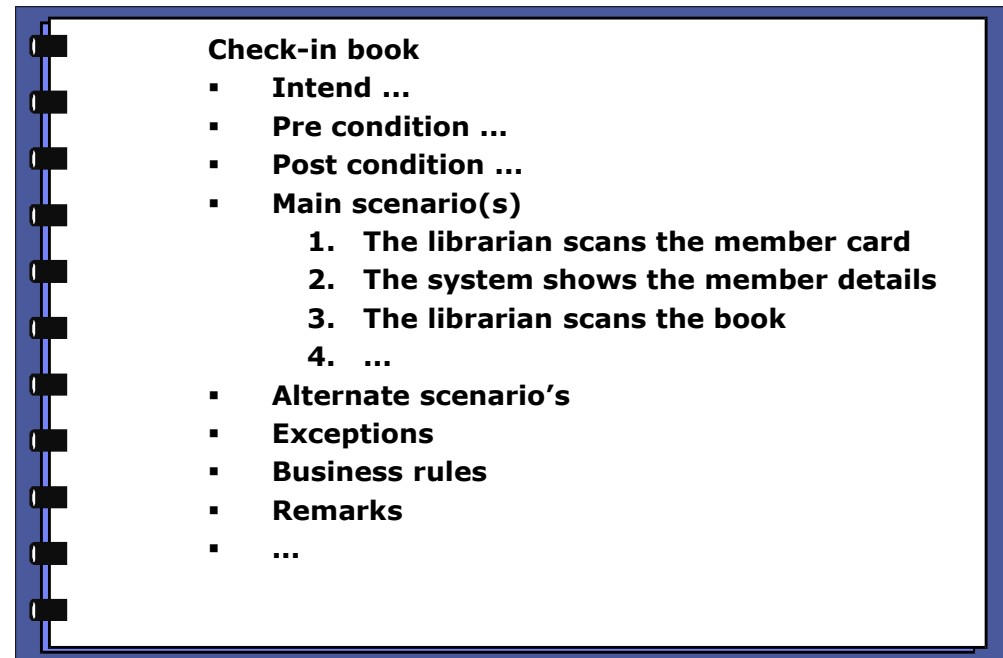 Check-in book
▪ Intend ...
▪ Pre condition ...
▪ Post condition ...
▪ Main scenario(s)
1. The librarian scans the member card
2. The system shows the member details
3. The librarian scans the book
4. ...
▪ Alternate scenario’s
▪ Exceptions
▪ Business rules
▪ Remarks
▪ ...